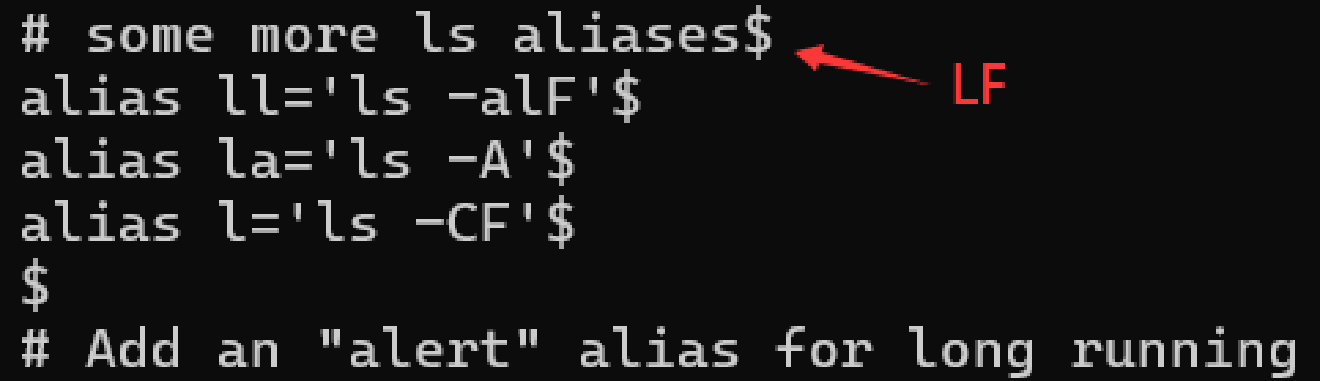 # some more ls aliases$
LF
alias ll='ls -alF'$
alias la='ls -A'$
alias l='ls -CF'$
$
# Add an "alert" alias for long running